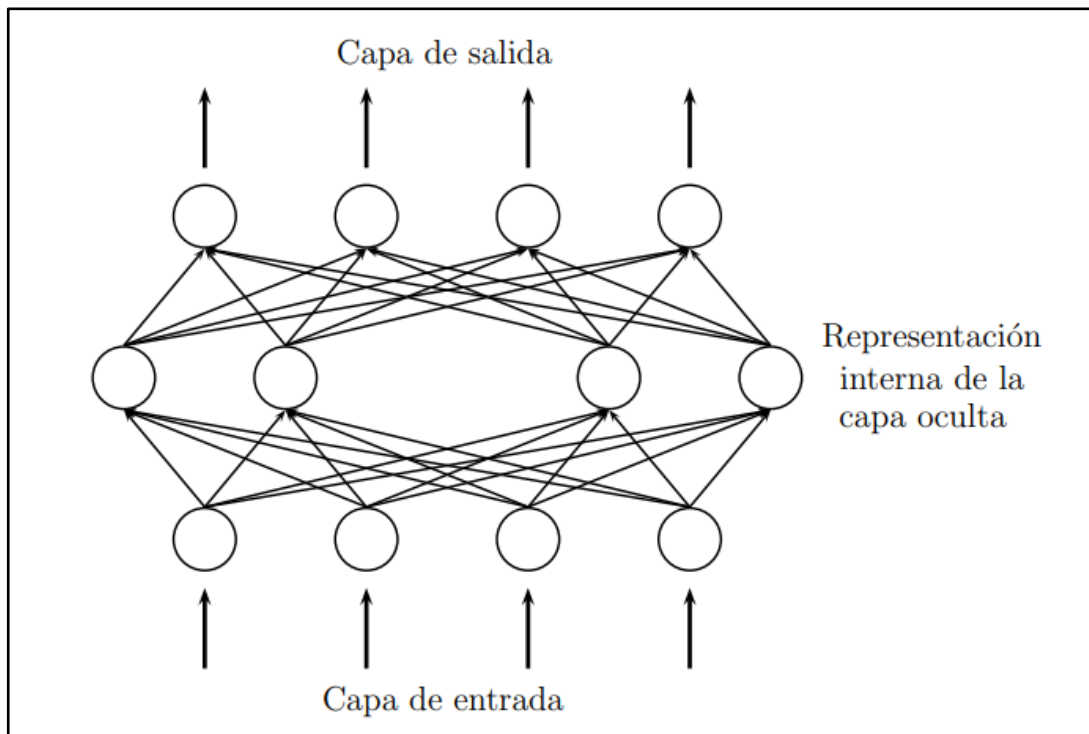 Capa de salida
Representación
interna de la
capa oculta
Capa de entrada